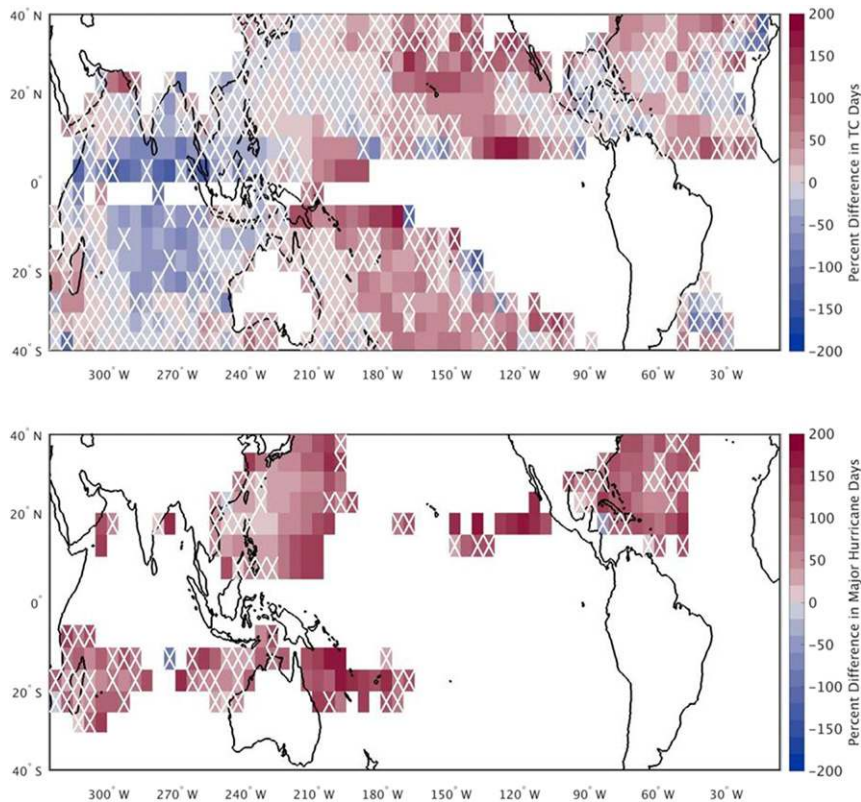 40° N
20° N
0°
20° S
40° S
300° W 270° W 240° W 210° W 180° W 150° W 120° W 90° W 60° W 30° W
200
150
100
50
0
−50
−100
−150
−200
Percent Difference in TC Days
40° N
20° N
0°
20° S
40° S
300° W 270° W 240° W 210° W 180° W 150° W 120° W 90° W 60° W 30° W
200
150
100
50
0
−50
−100
−150
−200
Percent Difference in Major Hurricane Days